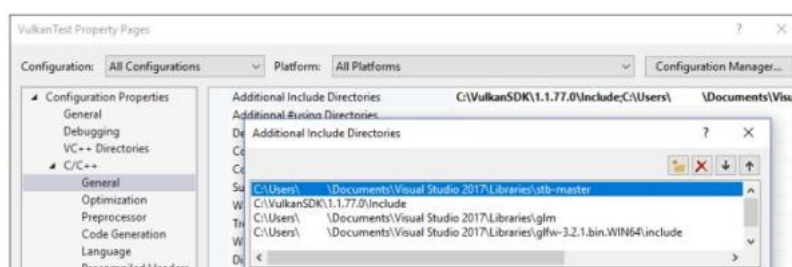 VulkanTest Property Pages ? ×
Configuration: All Configurations Platform: All Platforms Configuration Manager...
Configuration Properties
General
Debugging
VC++ Directories
C/C++
General
Optimization
Preprocessor
Code Generation
Language
Precompiled Headers
Additional Include Directories C:\VulkanSDK\1.1.77.0\Include;C:\Users\ \Documents\Visu
Additional #using Directories
Additional Include Directories ? ×
C:\Users\ \Documents\Visual Studio 2017\Libraries\stb-master
C:\VulkanSDK\1.1.77.0\Include
C:\Users\ \Documents\Visual Studio 2017\Libraries\glm
C:\Users\ \Documents\Visual Studio 2017\Libraries\glfw-3.2.1.bin.WIN64\include